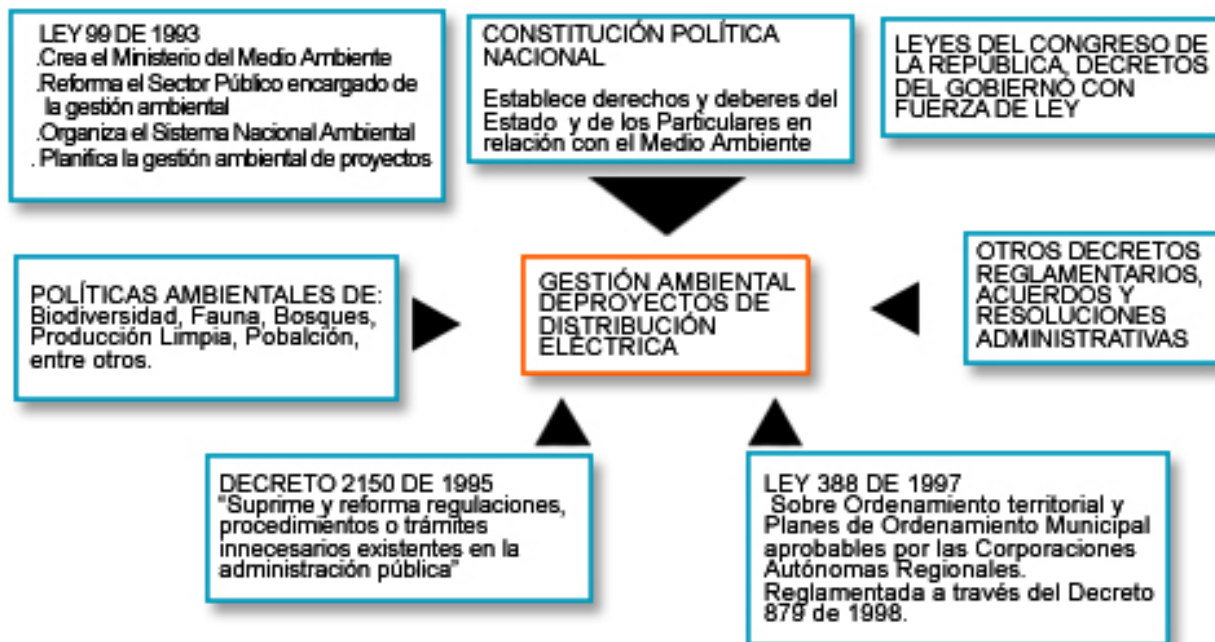 LEY 99 DE 1993
.Crea el Ministerio del Medio Ambiente
.Reforma el Sector Público encargado de
la gestión ambiental
.Organiza el Sistema Nacional Ambiental
. Planifica la gestión ambiental de proyectos
CONSTITUCIÓN POLÍTICA
NACIONAL
Establece derechos y deberes del
Estado y de los Particulares en
relación con el Medio Ambiente
LEYES DEL CONGRESO DE
LA REPÚBLICA, DECRETOS
DEL GOBIERNO CON
FUERZA DE LEY
POLÍTICAS AMBIENTALES DE:
Biodiversidad, Fauna, Bosques,
Producción Limpia, Pobalción,
entre otros.
GESTIÓN AMBIENTAL
DEPROYECTOS DE
DISTRIBUCIÓN
ELÉCTRICA
OTROS DECRETOS
REGLAMENTARIOS,
ACUERDOS Y
RESOLUCIONES
ADMINISTRATIVAS
DECRETO 2150 DE 1995
"Suprime y reforma regulaciones,
procedimientos o trámites
innecesarios existentes en la
administración pública"
LEY 388 DE 1997
Sobre Ordenamiento territorial y
Planes de Ordenamiento Municipal
aprobables por las Corporaciones
Autónomas Regionales.
Reglamentada a través del Decreto
879 de 1998.